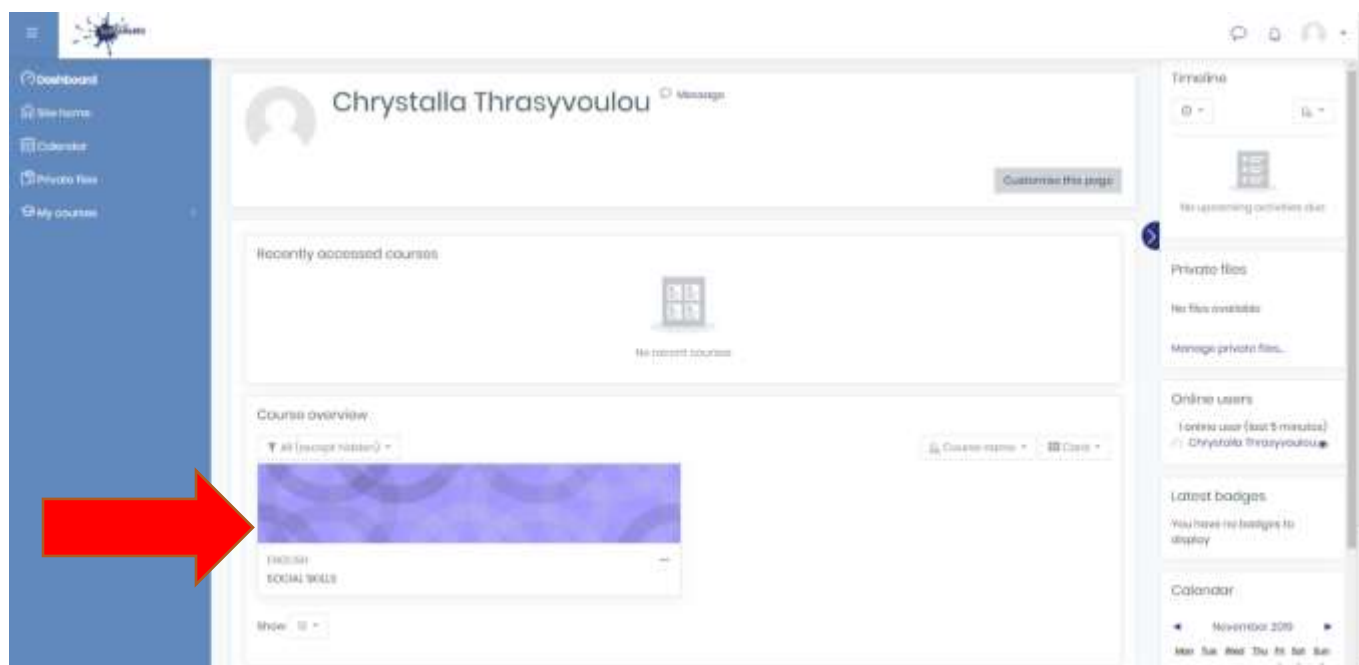 Dashboard
Site home
Calendar
Private files
My courses
Chrystalla Thrasyvoulou Message
Customise this page
Recently accessed courses
No recent courses
Course overview
All (except hidden)
Course name
Card
ENGLISH
SOCIAL SKILLS
Show 12
Timeline
No upcoming activities due
Private files
No files available
Manage private files...
Online users
1 online user (last 5 minutes)
Chrystalla Thrasyvoulou
Latest badges
You have no badges to
display
Calendar
◄ November 2019 ►
Mon Tue Wed Thu Fri Sat Sun